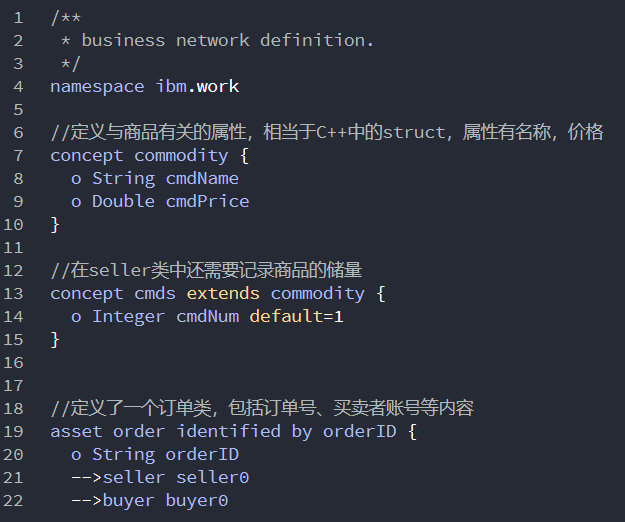 1 /**
2  * business network definition.
3  */
4 namespace ibm.work
5
6 //定义与商品有关的属性，相当于C++中的struct，属性有名称，价格
7 concept commodity {
8   o String cmdName
9   o Double cmdPrice
10 }
11
12 //在seller类中还需要记录商品的储量
13 concept cmds extends commodity {
14   o Integer cmdNum default=1
15 }
16
17
18 //定义了一个订单类，包括订单号、买卖者账号等内容
19 asset order identified by orderID {
20   o String orderID
21   -->seller seller0
22   -->buyer buyer0